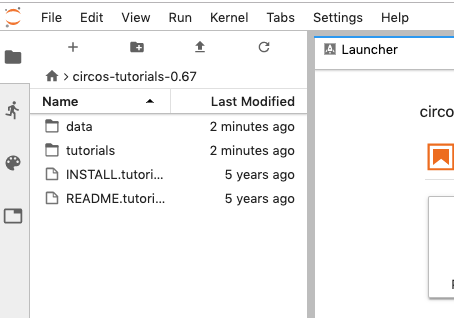 File Edit View Run Kernel Tabs Settings Help
Launcher
circos-tutorials-0.67
Name Last Modified
circo
data 2 minutes ago
tutorials 2 minutes ago
INSTALL.tutori... 5 years ago
README.tutori... 5 years ago